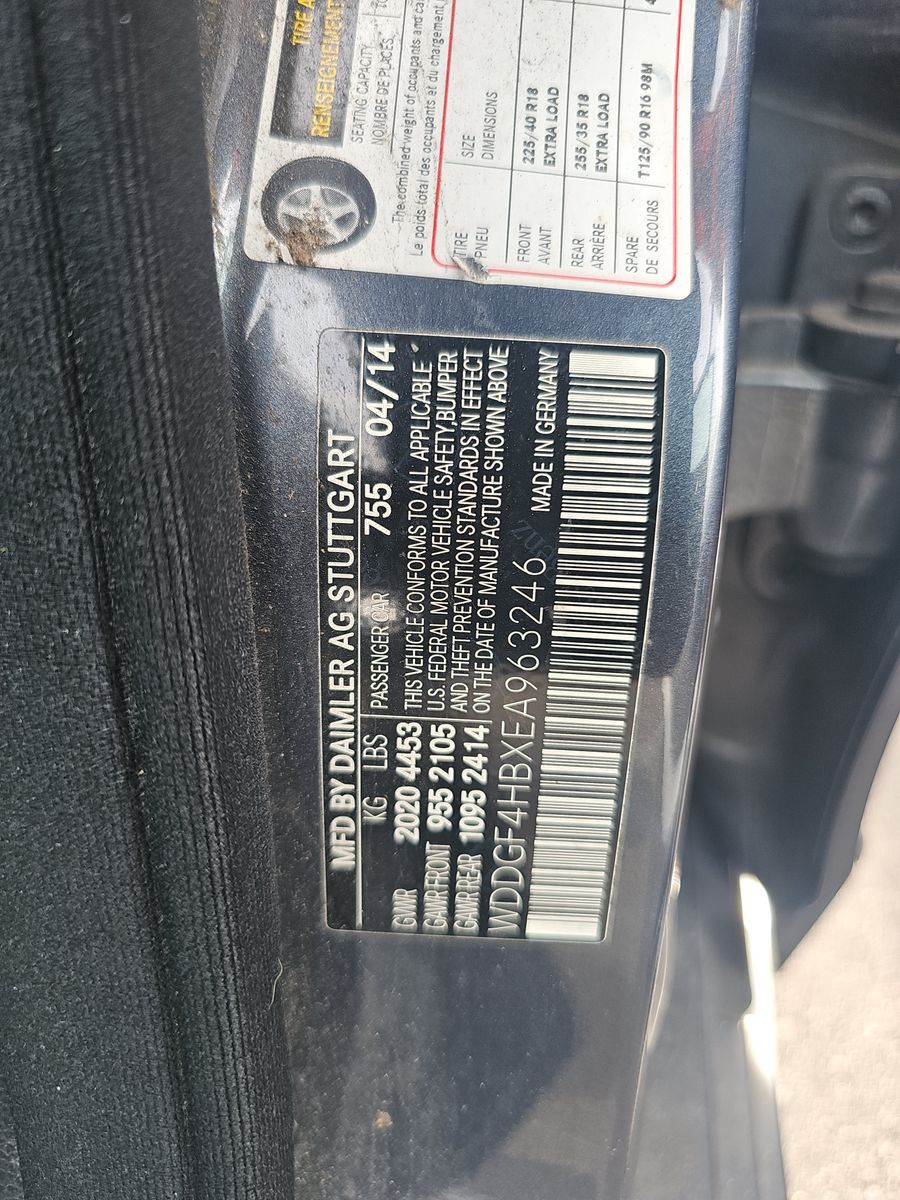 MFD BY DAIMLER AG STUTTGART
KG LBS PASSENGER CAR 755 04/14
GVWR 2020 4453 THIS VEHICLE CONFORMS TO ALL APPLICABLE
GAWR FRONT 955 2105 U.S. FEDERAL MOTOR VEHICLE SAFETY,BUMPER
GAWR REAR 1095 2414 AND THEFT PREVENTION STANDARDS IN EFFECT
ON THE DATE OF MANUFACTURE SHOWN ABOVE
WDDGF4HBXEA963246 MADE IN GERMANY
TIRE
RENSEIGNEMENT
SEATING CAPACITY
NOMBRE DE PLACES
The combined weight of occupants and
Le poids total des occupants et du chargement
TIRE SIZE
PNEU DIMENSIONS
FRONT 225/40 R18
AVANT EXTRA LOAD
REAR 255/35 R18
ARRIÈRE EXTRA LOAD
SPARE T125/90 R16 98M
DE SECOURS